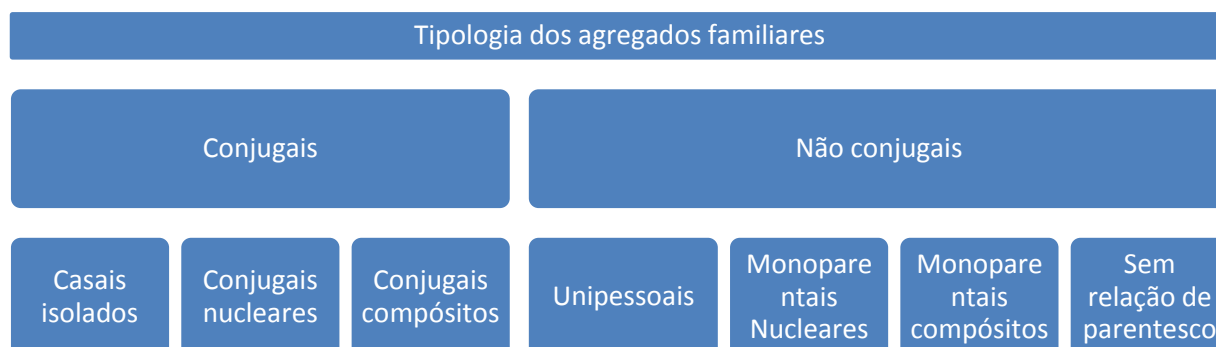 Tipologia dos agregados familiares
Conjugais
Não conjugais
Casais
isolados
Conjugais
nucleares
Conjugais
compósitos
Unipessoais
Monopare
ntais
Nucleares
Monopare
ntais
compósitos
Sem
relação de
parentesco